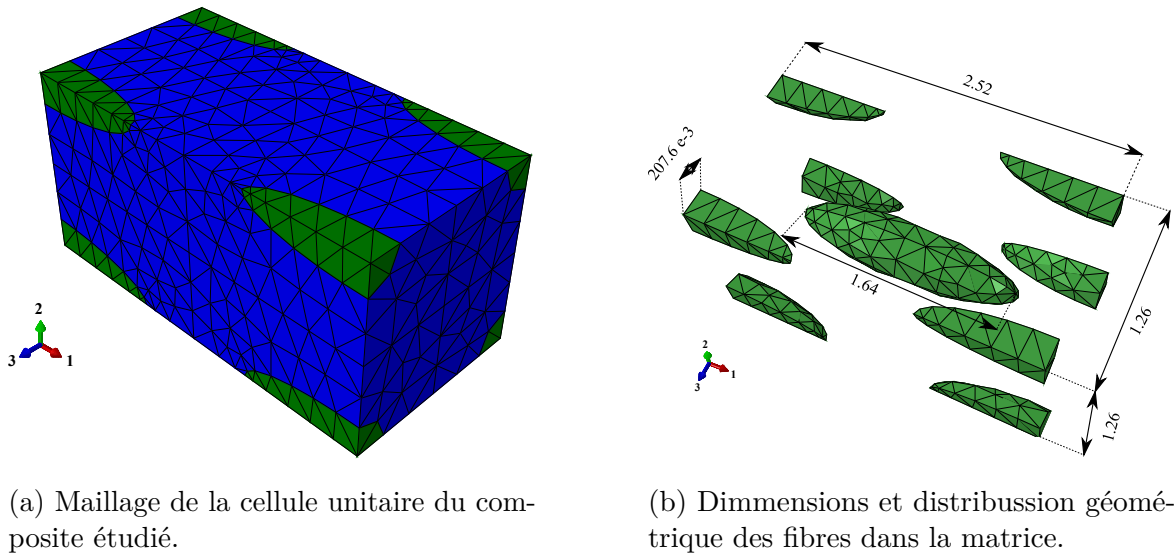 2
3
1
2.52
207.6 e-3
1.64
1.26
1.26
2
1
3
(a) Maillage de la cellule unitaire du com-
posite étudié.
(b) Dimmensions et distribussion géomé-
trique des fibres dans la matrice.